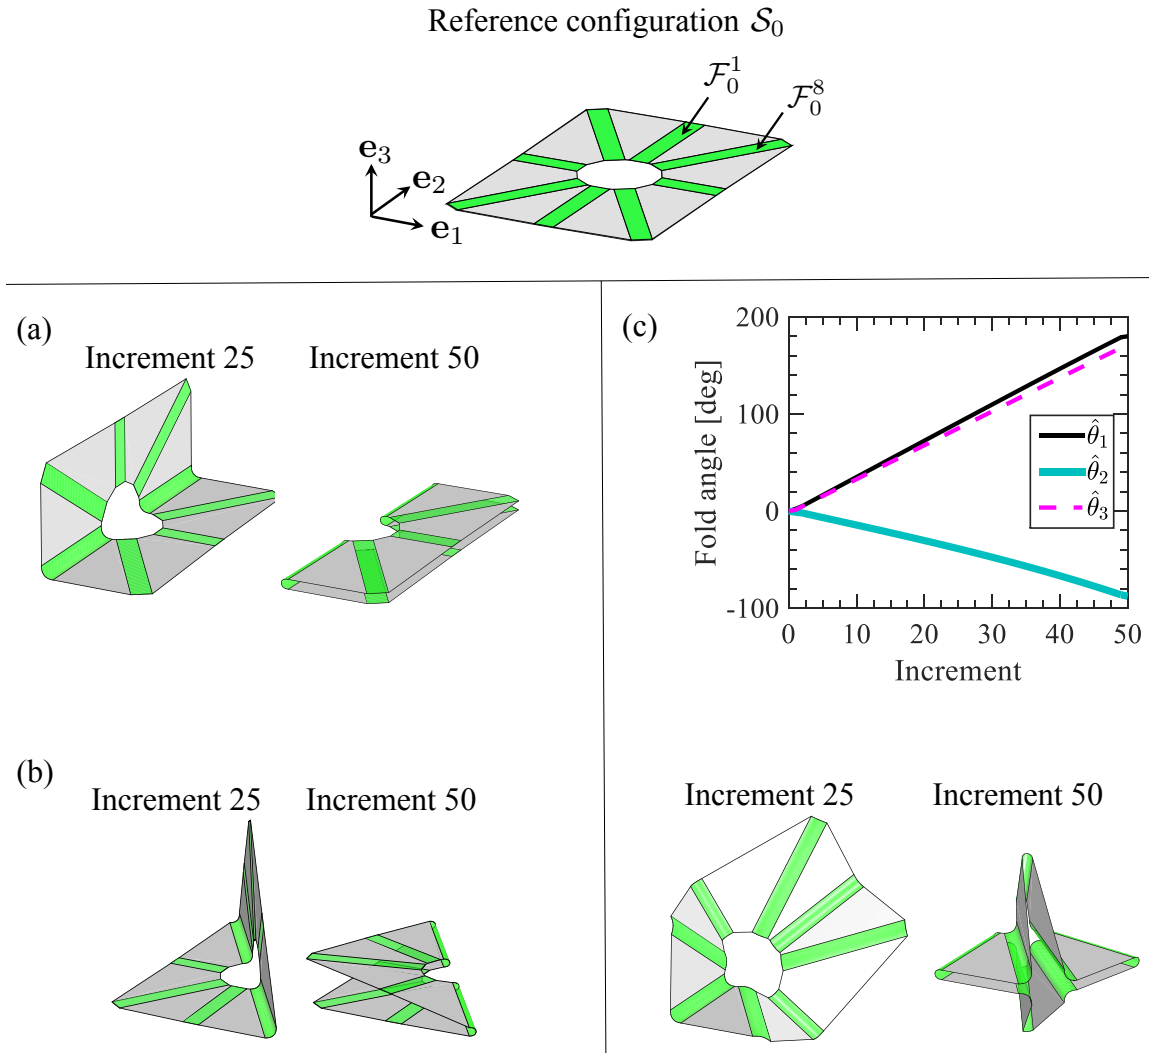 Reference configuration 𝒮₀
ℱ₀¹
ℱ₀⁸
e₃
e₂
e₁
(a)
Increment 25
Increment 50
(b)
Increment 25
Increment 50
(c)
200
100
0
-100
Fold angle [deg]
θ̂₁
θ̂₂
θ̂₃
0 10 20 30 40 50
Increment
Increment 25
Increment 50